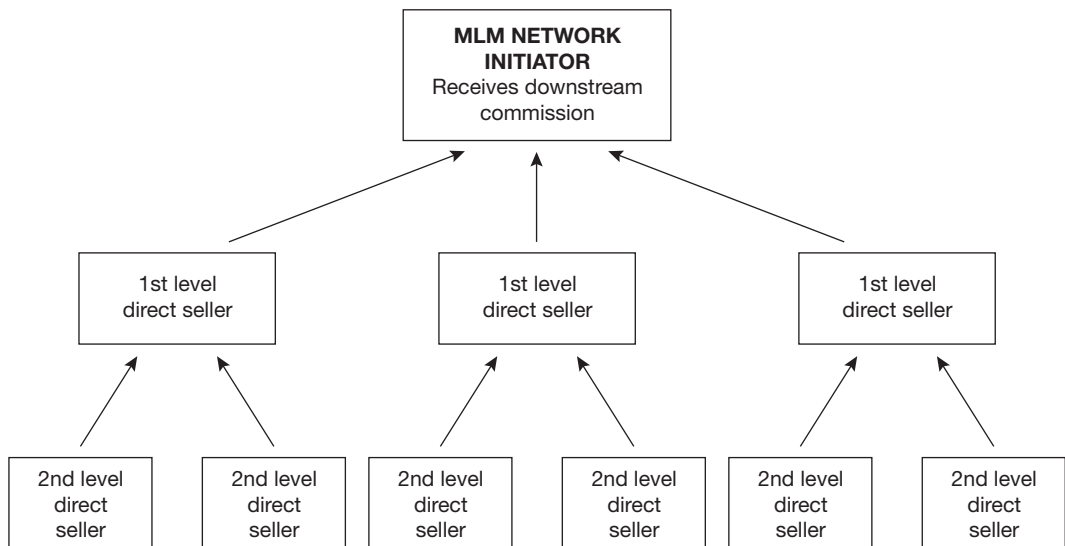 MLM NETWORK
INITIATOR
Receives downstream
commission
1st level
direct seller
1st level
direct seller
1st level
direct seller
2nd level
direct
seller
2nd level
direct
seller
2nd level
direct
seller
2nd level
direct
seller
2nd level
direct
seller
2nd level
direct
seller